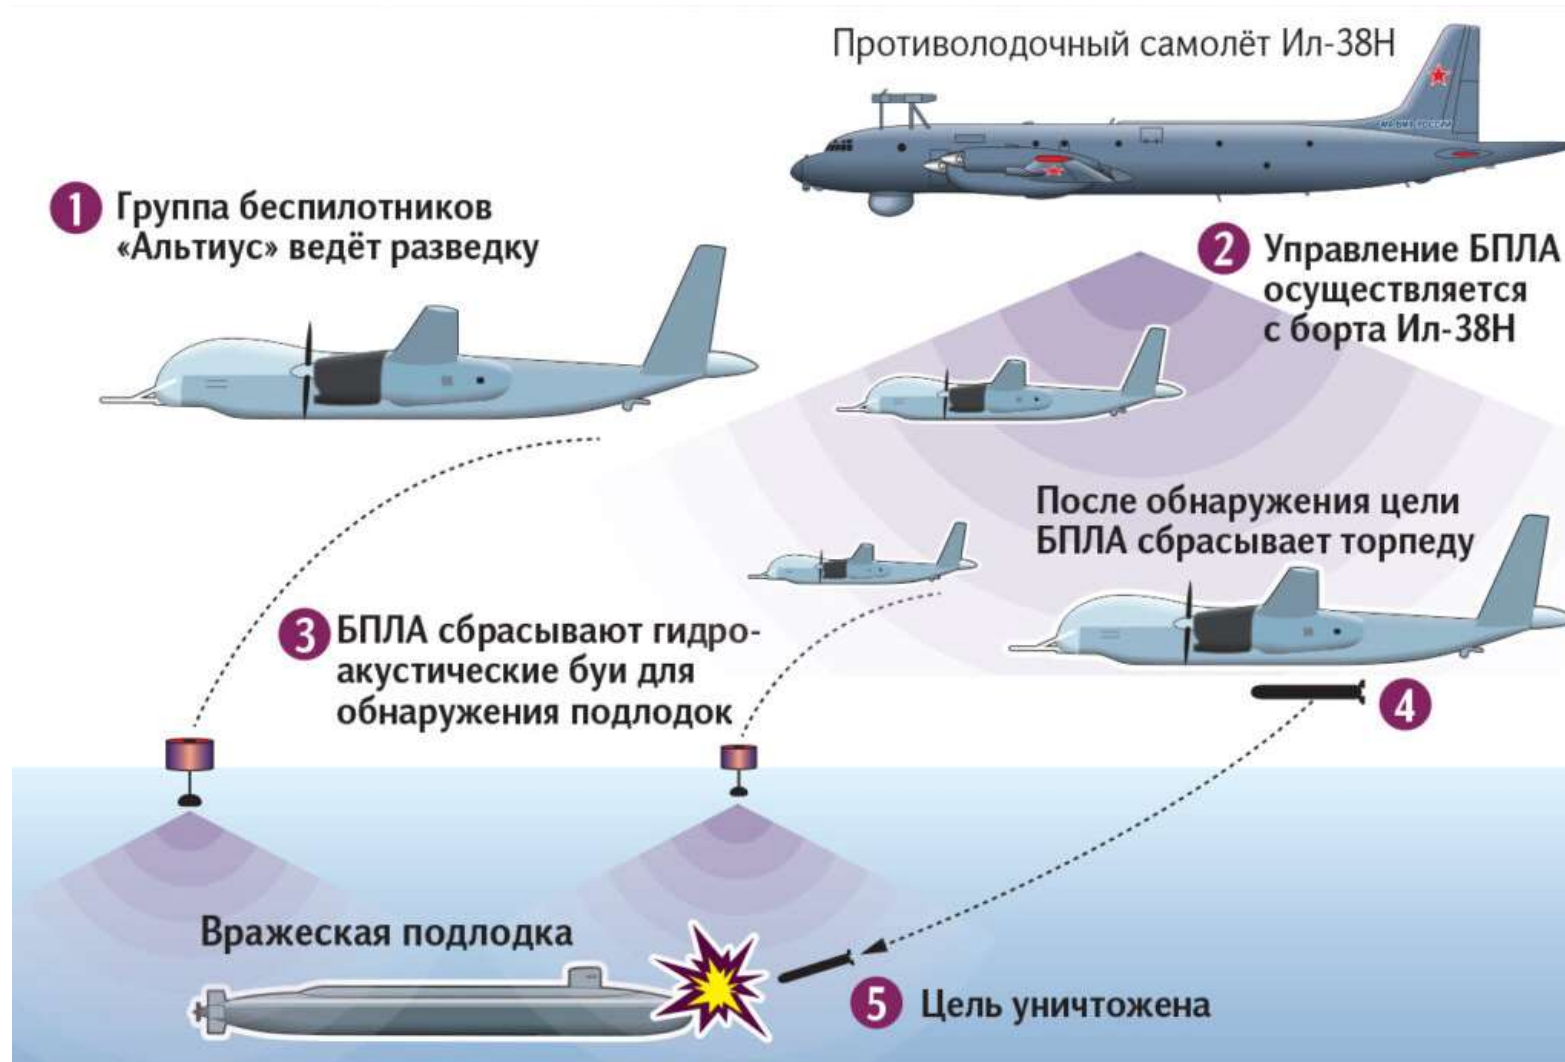 Противолодочный самолёт Ил-38Н
1
Группа беспилотников
«Альтиус» ведёт разведку
2
Управление БПЛА
осуществляется
с борта Ил-38Н
3
БПЛА сбрасывают гидро-
акустические буи для
обнаружения подлодок
После обнаружения цели
БПЛА сбрасывает торпеду
4
Вражеская подлодка
5
Цель уничтожена